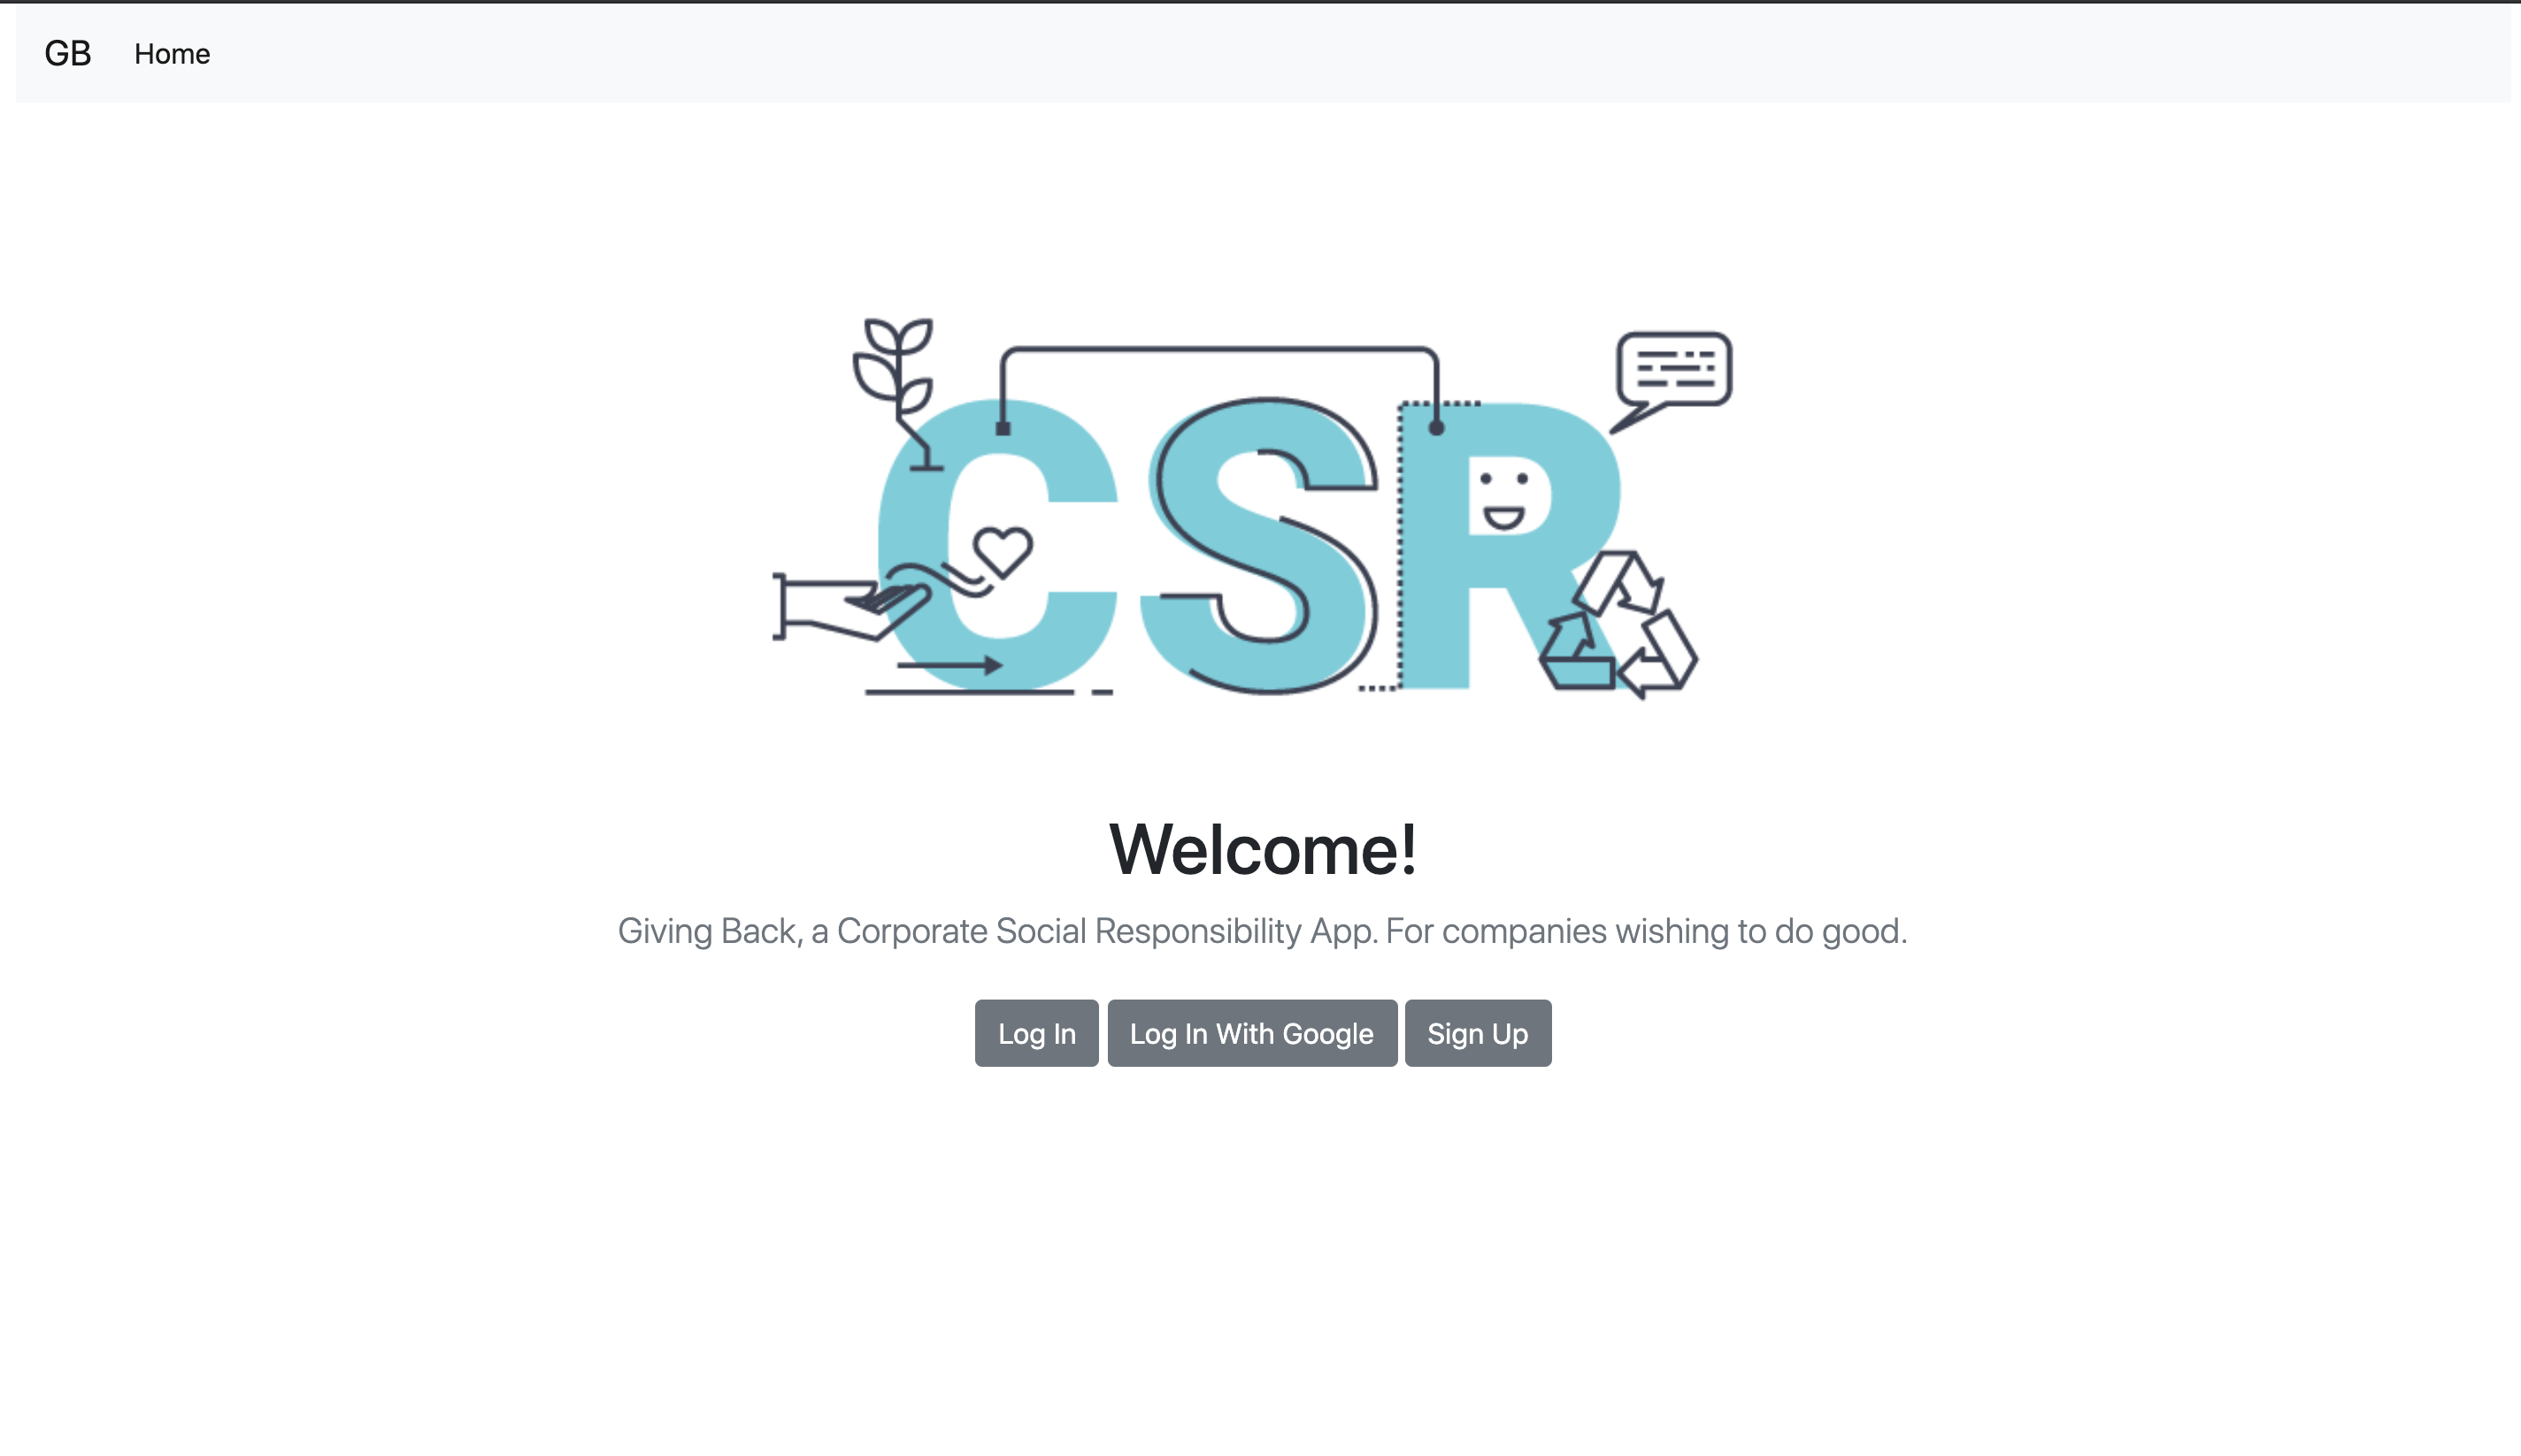 GB Home
CSR
Welcome!
Giving Back, a Corporate Social Responsibility App. For companies wishing to do good.
Log In Log In With Google Sign Up